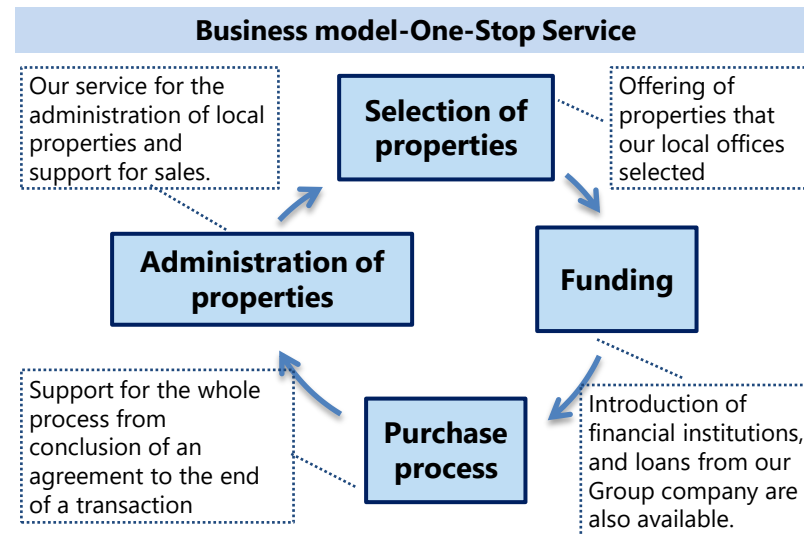 Business model-One-Stop Service
Our service for the
administration of local
properties and
support for sales.
Selection of
properties
Offering of
properties that
our local offices
selected
Administration of
properties
Funding
Support for the whole
process from
conclusion of an
agreement to the end
of a transaction
Purchase
process
Introduction of
financial institutions,
and loans from our
Group company are
also available.